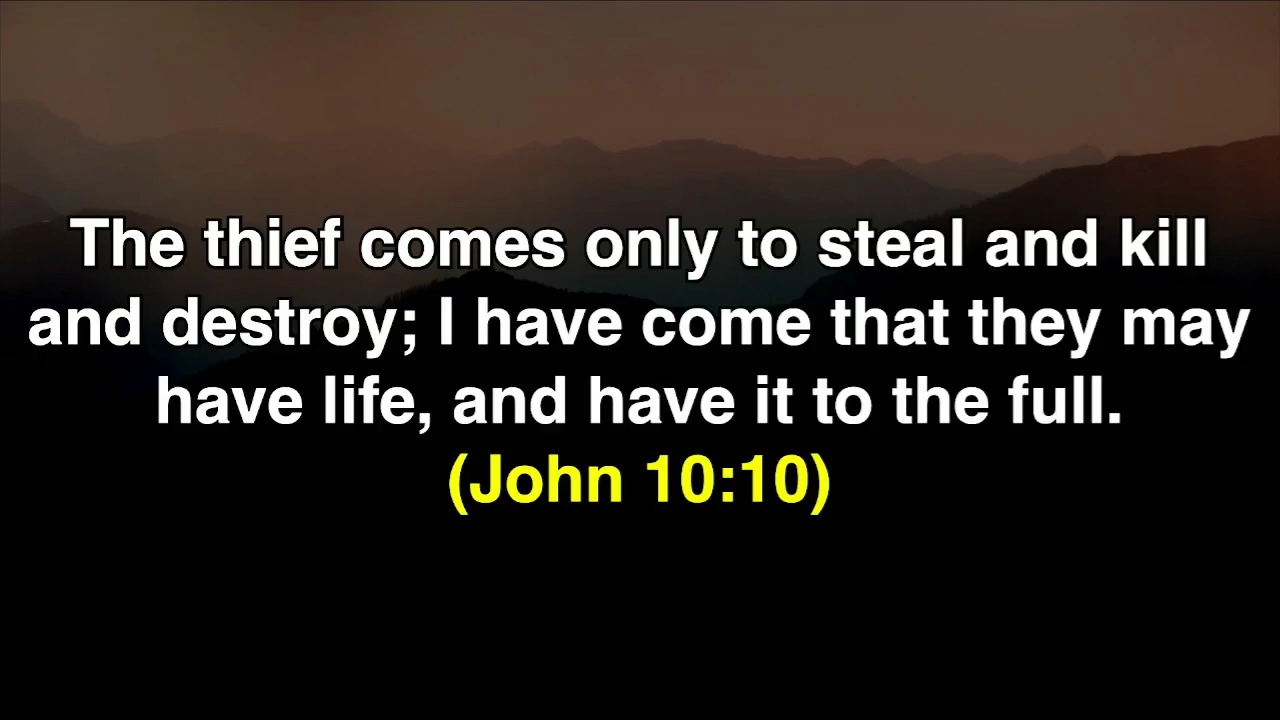 The thief comes only to steal and kill
and destroy; I have come that they may
have life, and have it to the full.
(John 10:10)